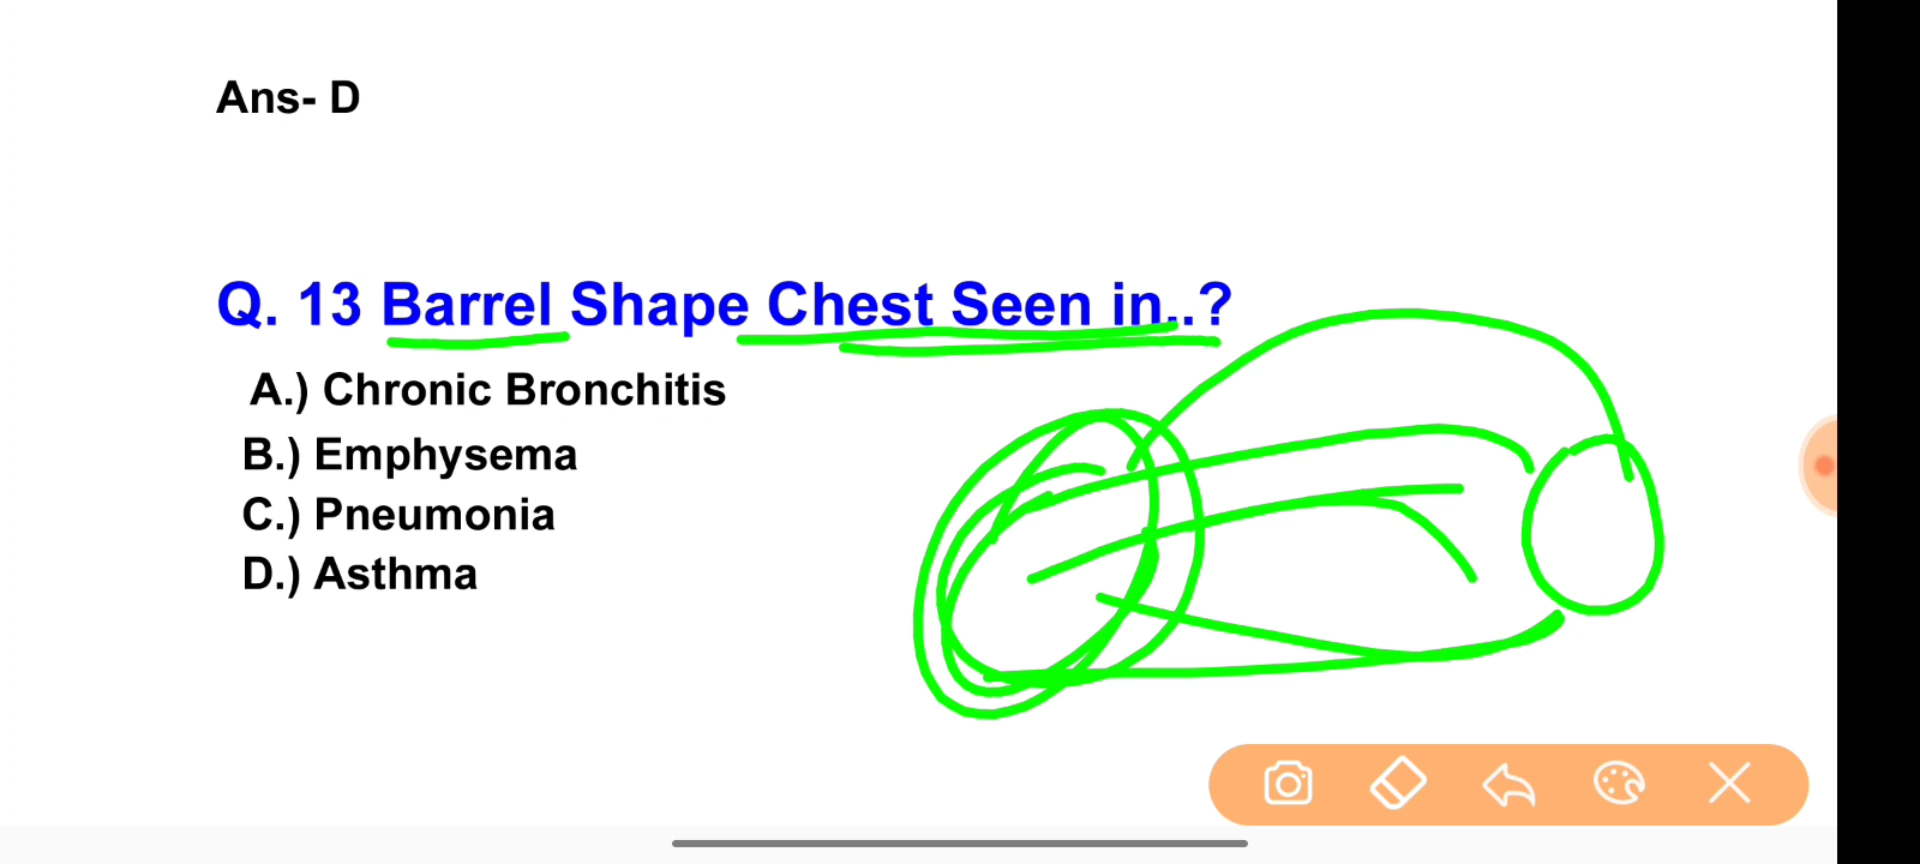 Ans- D
Q. 13 Barrel Shape Chest Seen in..?
A.) Chronic Bronchitis
B.) Emphysema
C.) Pneumonia
D.) Asthma